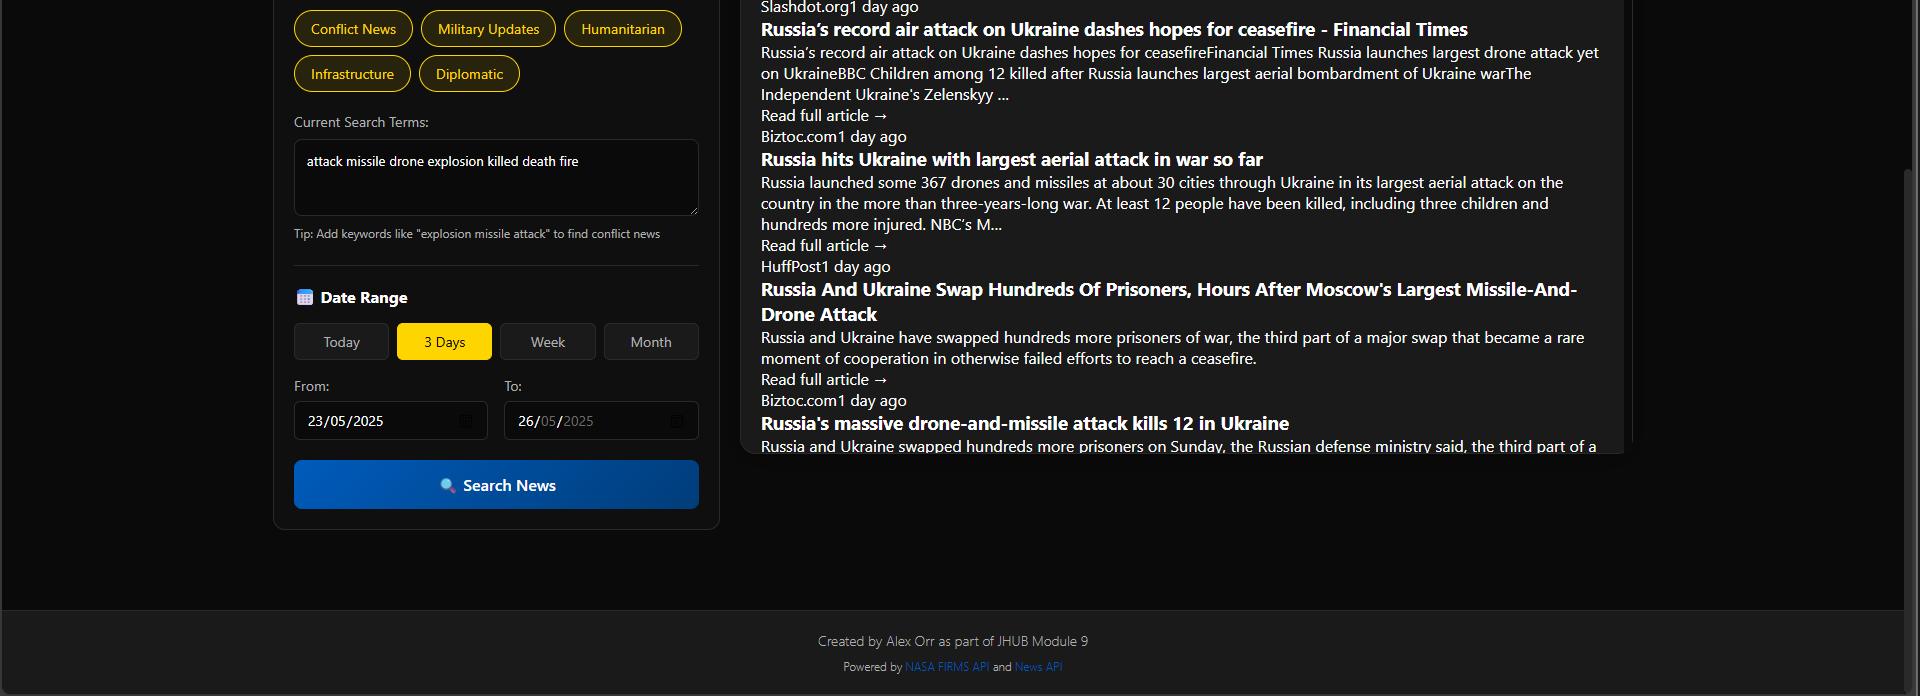 Conflict News
Military Updates
Humanitarian
Infrastructure
Diplomatic
Current Search Terms:
attack missile drone explosion killed death fire
Tip: Add keywords like "explosion missile attack" to find conflict news
Date Range
Today
3 Days
Week
Month
From:
To:
23/05/2025
26/05/2025
Search News
Slashdot.org1 day ago
Russia’s record air attack on Ukraine dashes hopes for ceasefire - Financial Times
Russia’s record air attack on Ukraine dashes hopes for ceasefireFinancial Times Russia launches largest drone attack yet
on UkraineBBC Children among 12 killed after Russia launches largest aerial bombardment of Ukraine warThe
Independent Ukraine's Zelenskyy ...
Read full article →
Biztoc.com1 day ago
Russia hits Ukraine with largest aerial attack in war so far
Russia launched some 367 drones and missiles at about 30 cities through Ukraine in its largest aerial attack on the
country in the more than three-years-long war. At least 12 people have been killed, including three children and
hundreds more injured. NBC’s M...
Read full article →
HuffPost1 day ago
Russia And Ukraine Swap Hundreds Of Prisoners, Hours After Moscow's Largest Missile-And-
Drone Attack
Russia and Ukraine have swapped hundreds more prisoners of war, the third part of a major swap that became a rare
moment of cooperation in otherwise failed efforts to reach a ceasefire.
Read full article →
Biztoc.com1 day ago
Russia's massive drone-and-missile attack kills 12 in Ukraine
Russia and Ukraine swapped hundreds more prisoners on Sunday, the Russian defense ministry said, the third part of a
Created by Alex Orr as part of JHUB Module 9
Powered by NASA FIRMS API and News API